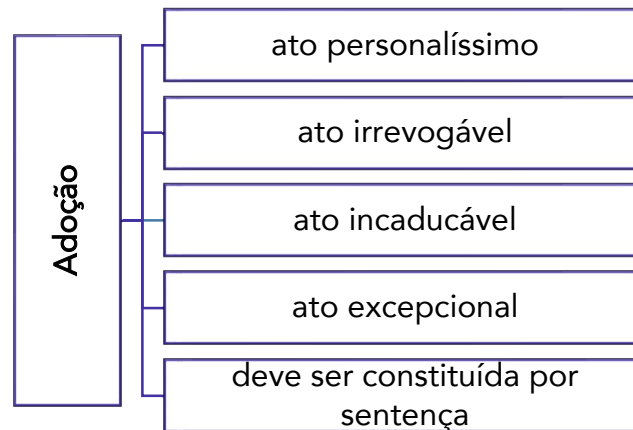 Adoção
ato personalíssimo
ato irrevogável
ato incaducável
ato excepcional
deve ser constituída por
sentença